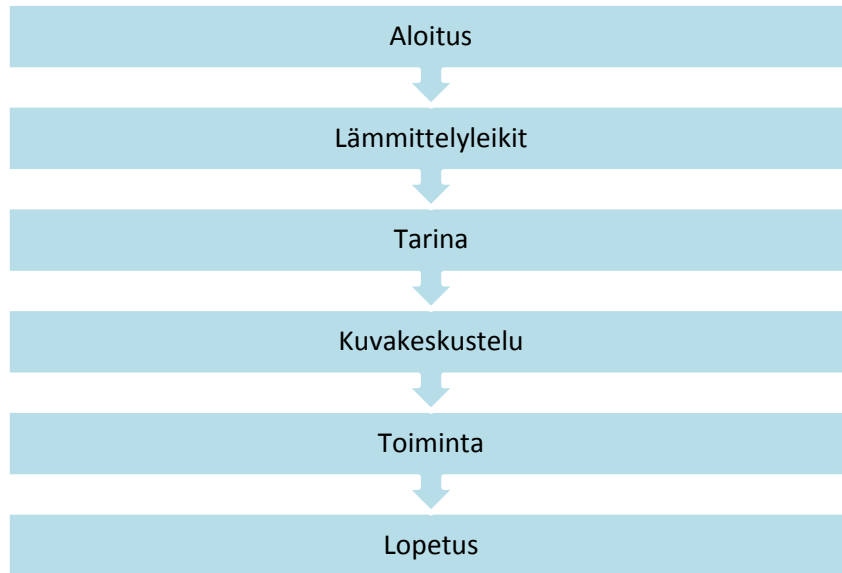 Aloitus
Lämmittelyleikit
Tarina
Kuvakeskustelu
Toiminta
Lopetus